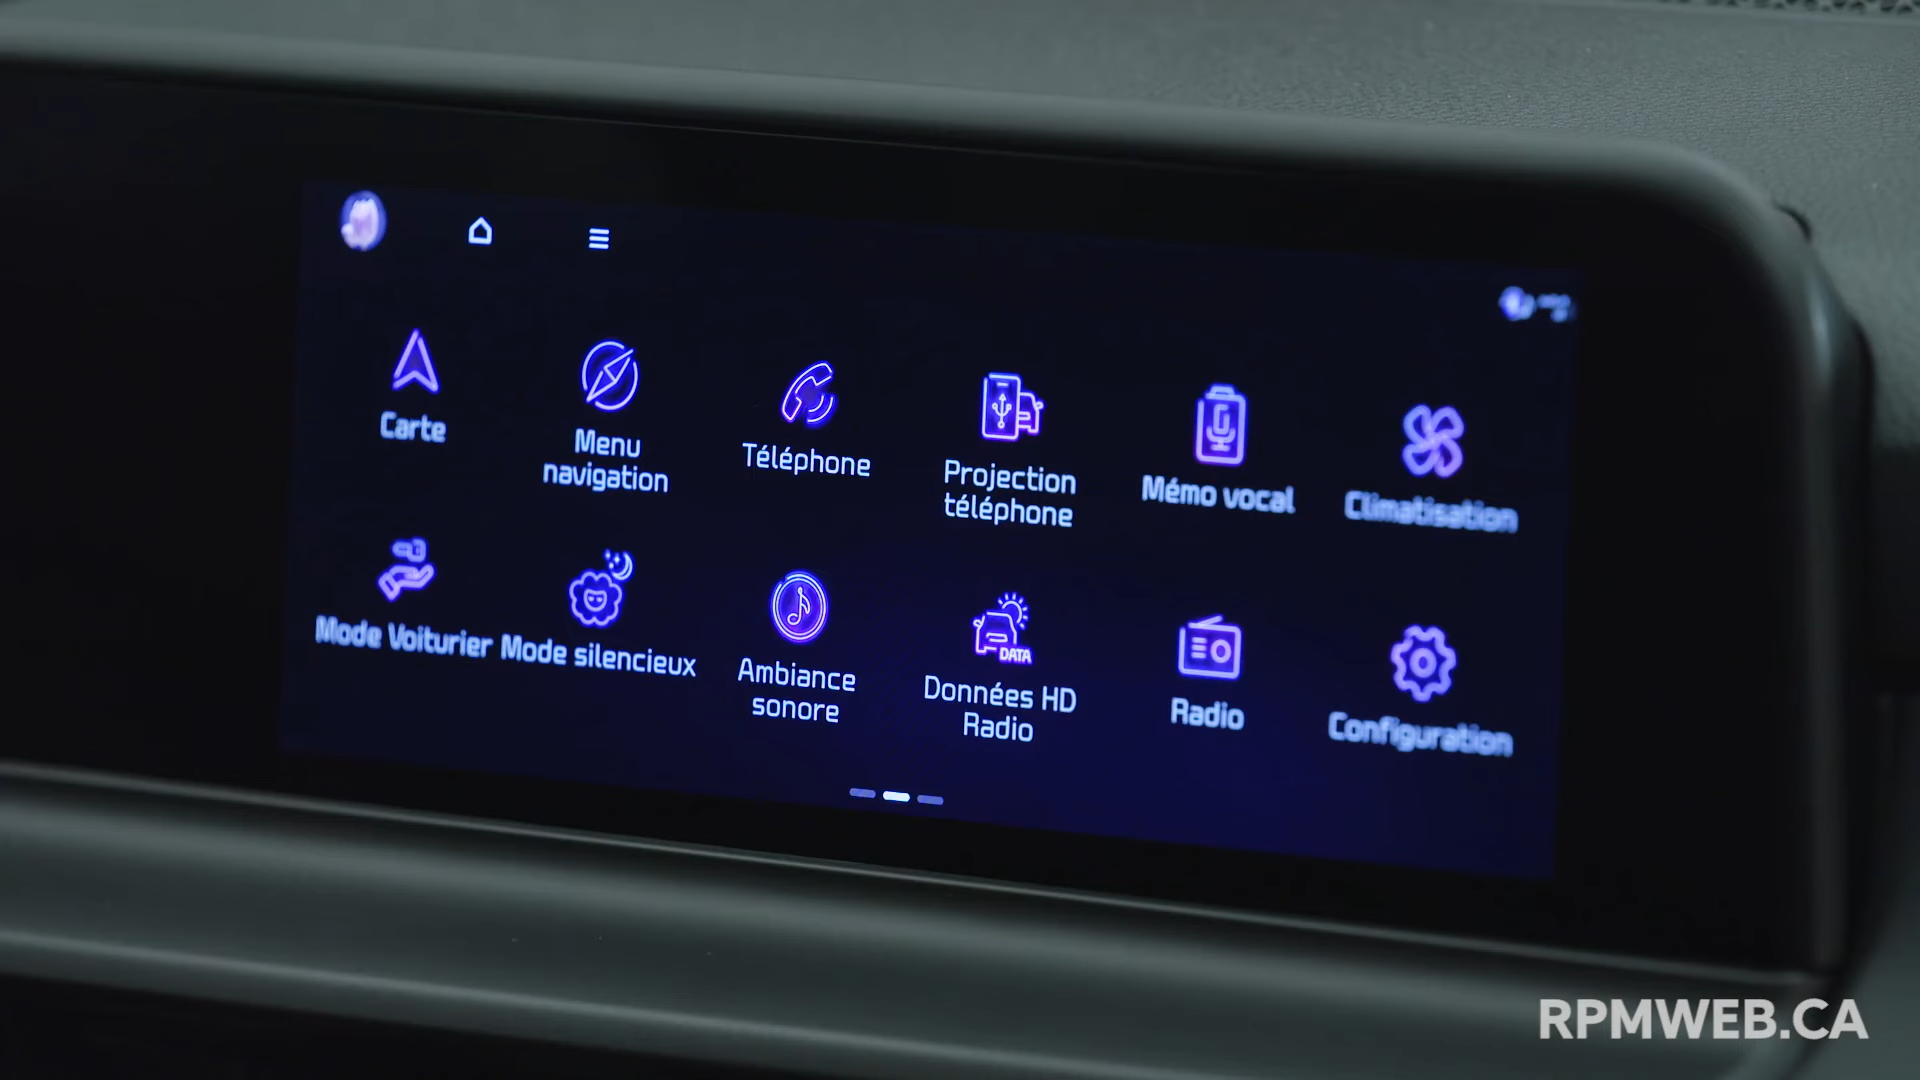 Carte
Menu
navigation
Téléphone
Projection
téléphone
Mémo vocal
Climatisation
Mode Voiturier
Mode silencieux
Ambiance
sonore
DATA
Données HD
Radio
Radio
Configuration
RPMWEB.CA